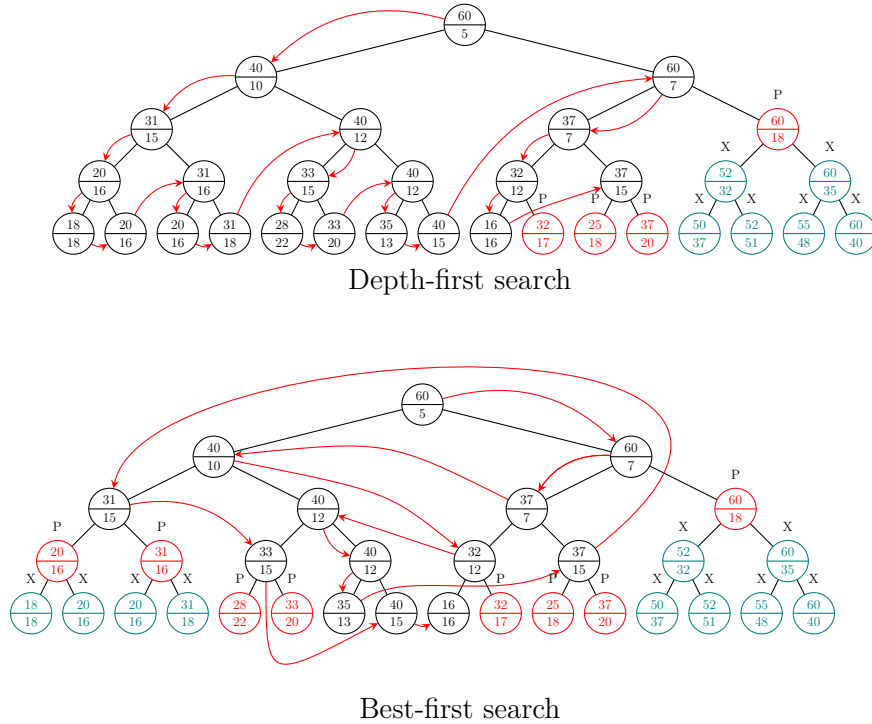 60
5
40 60
10 7
P
31 40 37 60
15 12 7 18
X X
20 31 33 40 32 37 52 60
16 16 15 12 12 15 32 35
P P P X X X X
18 20 20 31 28 33 35 40 16 32 25 37 50 52 55 60
18 16 16 18 22 20 13 15 16 17 18 20 37 51 48 40
Depth-first search
60
5
40 60
10 7
P
31 40 37 60
15 12 7 18
P P X X
20 31 33 40 32 37 52 60
16 16 15 12 12 15 32 35
X X X X P P P P P X X X X
18 20 20 31 28 33 35 40 16 32 25 37 50 52 55 60
18 16 16 18 22 20 13 15 16 17 18 20 37 51 48 40
Best-first search